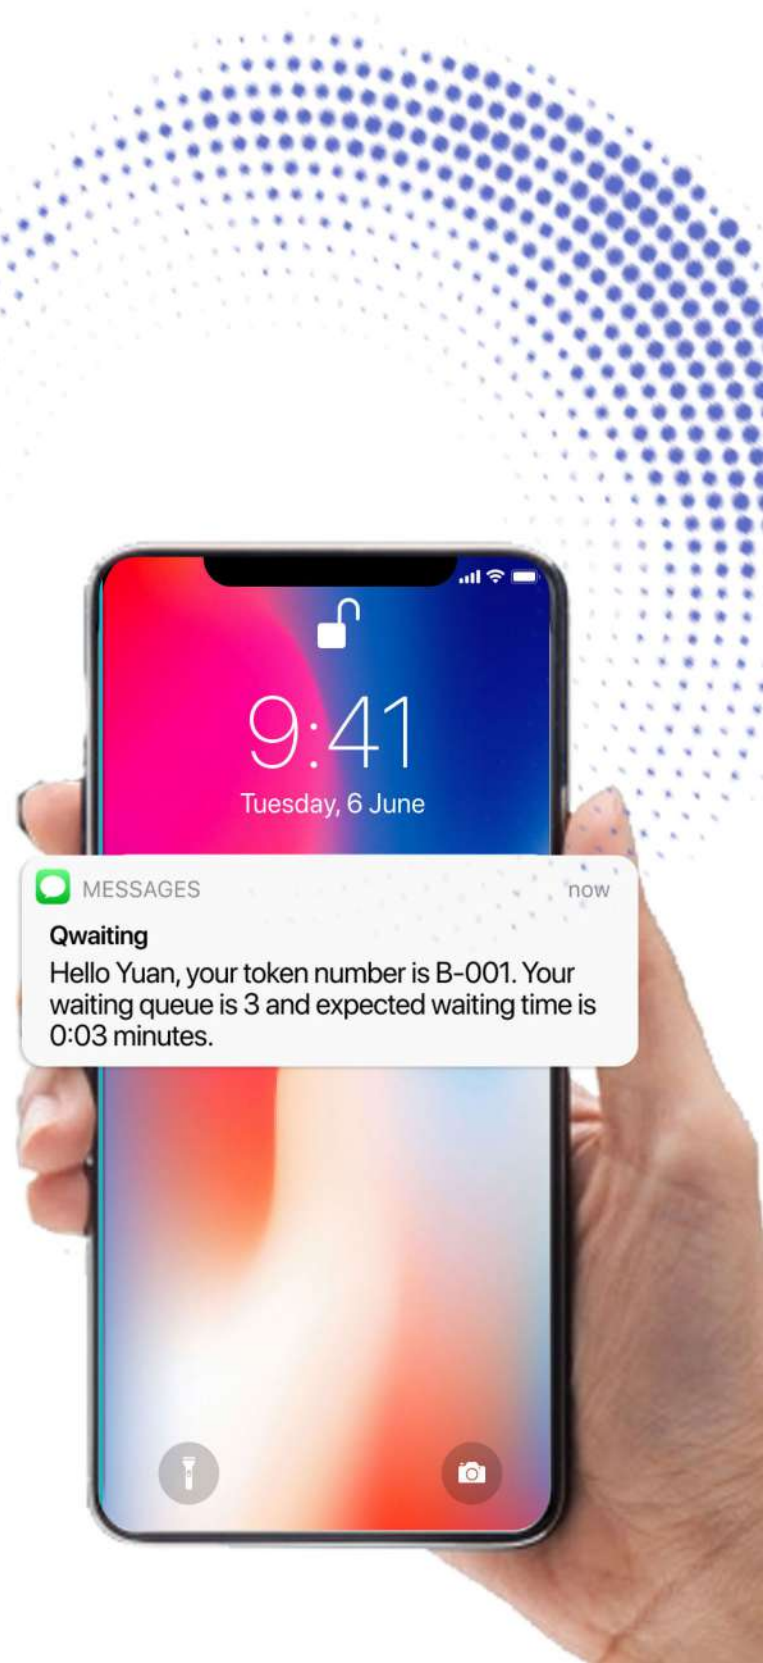 9:41
Tuesday, 6 June
MESSAGES now
Qwaiting
Hello Yuan, your token number is B-001. Your
waiting queue is 3 and expected waiting time is
0:03 minutes.